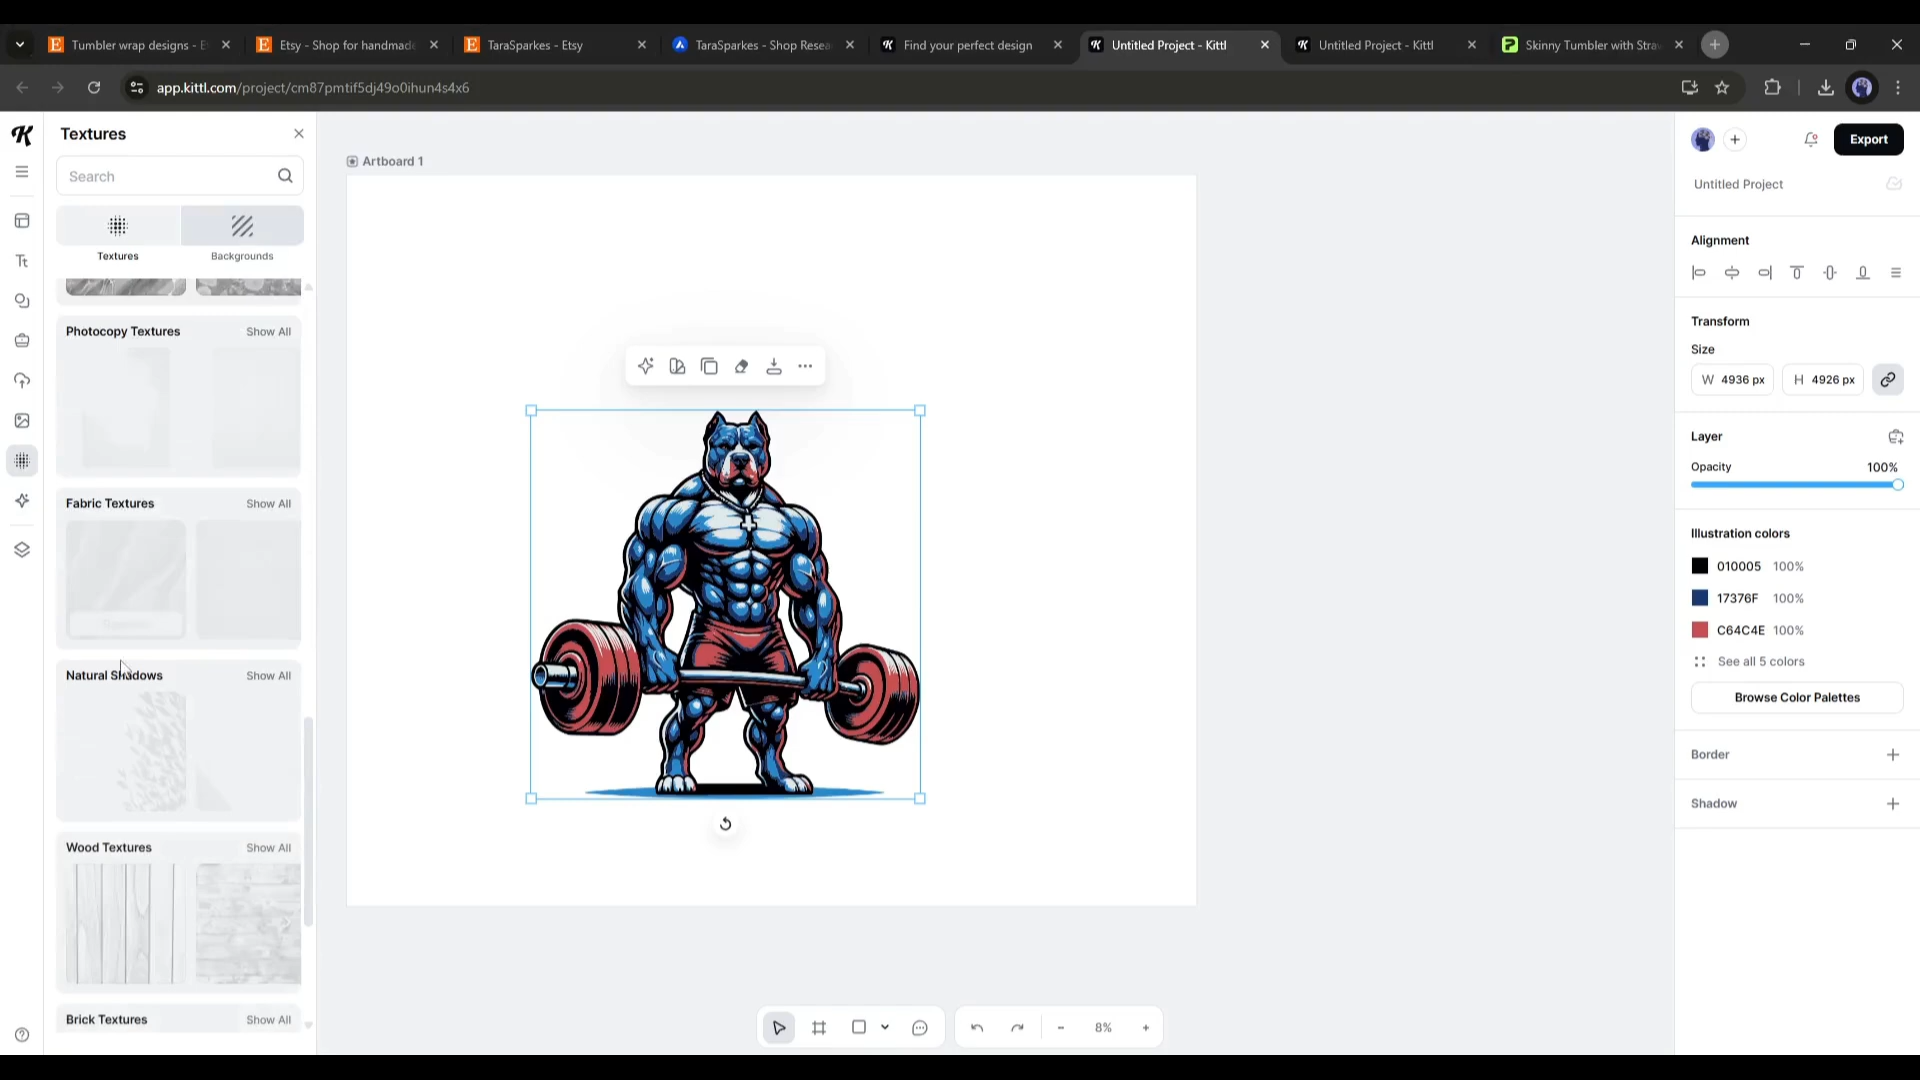 Tumbler wrap designs - E
Etsy - Shop for handmade
TaraSparkes - Etsy
TaraSparkes - Shop Resea
Find your perfect design
Untitled Project - Kittl
Untitled Project - Kittl
Skinny Tumbler with Stra
app.kittl.com/project/cm87pmtif5dj49o0ihun4s4x6
Textures
Search
Textures
Backgrounds
Photocopy Textures
Show All
Fabric Textures
Show All
Natural Shadows
Show All
Wood Textures
Show All
Brick Textures
Show All
Artboard 1
8%
Export
Untitled Project
Alignment
Transform
Size
W 4936 px
H 4926 px
Layer
Opacity
100%
Illustration colors
010005 100%
17376F 100%
C64C4E 100%
See all 5 colors
Browse Color Palettes
Border
Shadow